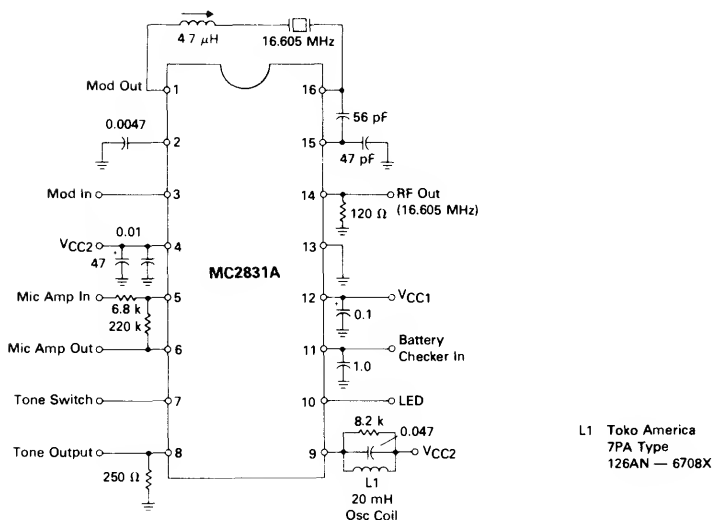 4 7 μH
16.605 MHz
Mod Out
1
16
56 pF
0.0047
2
15
47 pF
Mod In
3
14
RF Out
(16.605 MHz)
120 Ω
VCC2
0.01
47
4
13
MC2831A
Mic Amp In
6.8 k
220 k
5
12
VCC1
0.1
Mic Amp Out
6
11
Battery
Checker In
1.0
Tone Switch
7
10
LED
Tone Output
8
250 Ω
9
8.2 k
0.047
VCC2
L1
20 mH
Osc Coil
L1 Toko America
7PA Type
126AN — 6708X